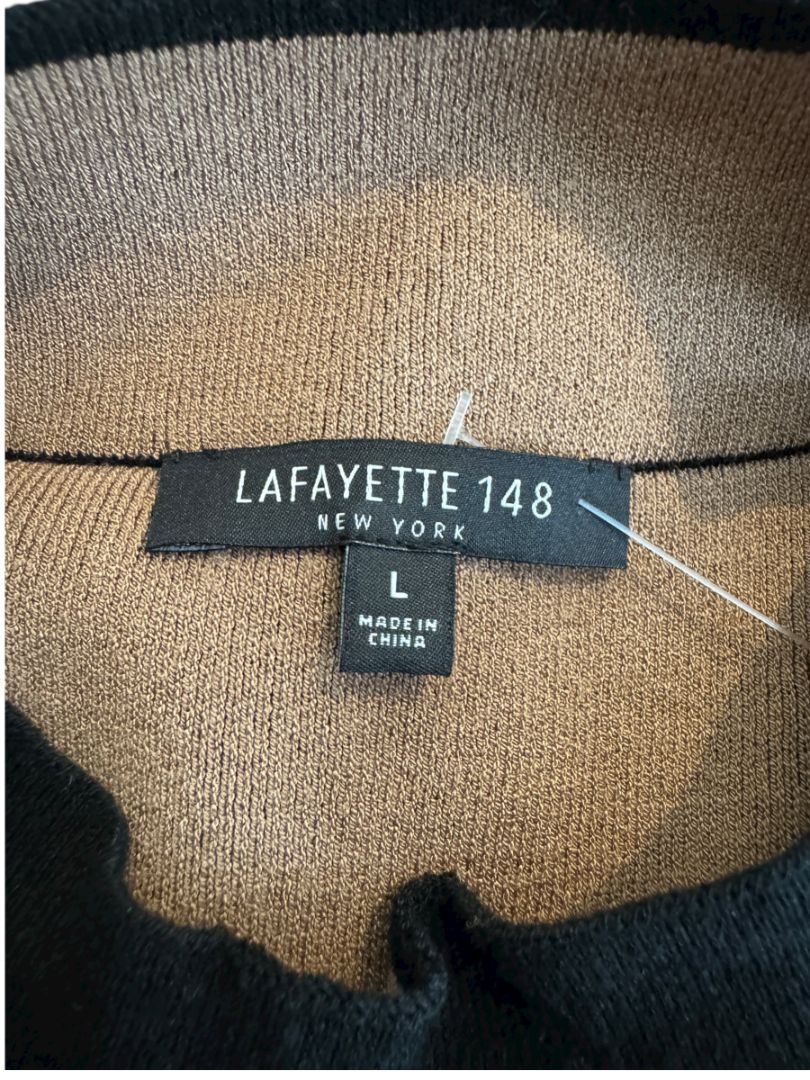 LAFAYETTE 148
NEW YORK
L
MADE IN
CHINA